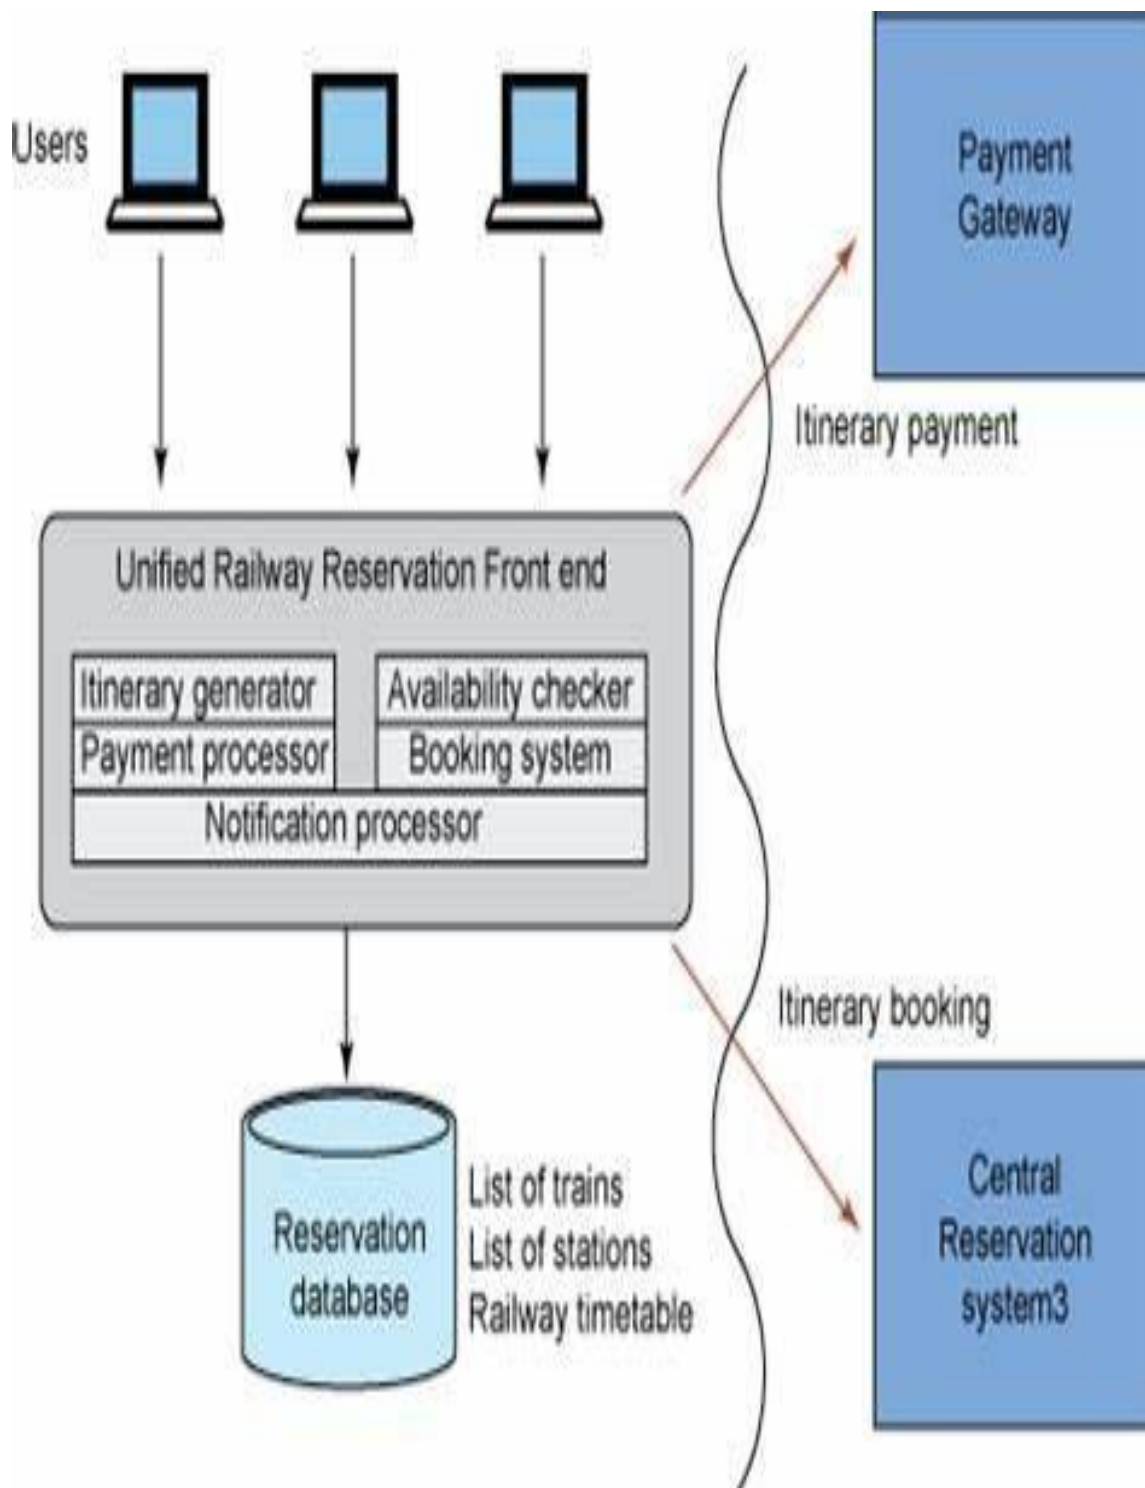 Users
Payment
Gateway
Itinerary payment
Unified Railway Reservation Front end
Itinerary generator
Availability checker
Payment processor
Booking system
Notification processor
Itinerary booking
Reservation
database
List of trains
List of stations
Railway timetable
Central
Reservation
system3